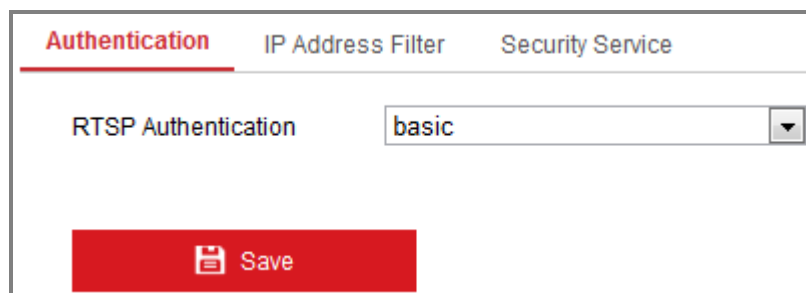 Authentication IP Address Filter Security Service
RTSP Authentication basic
Save